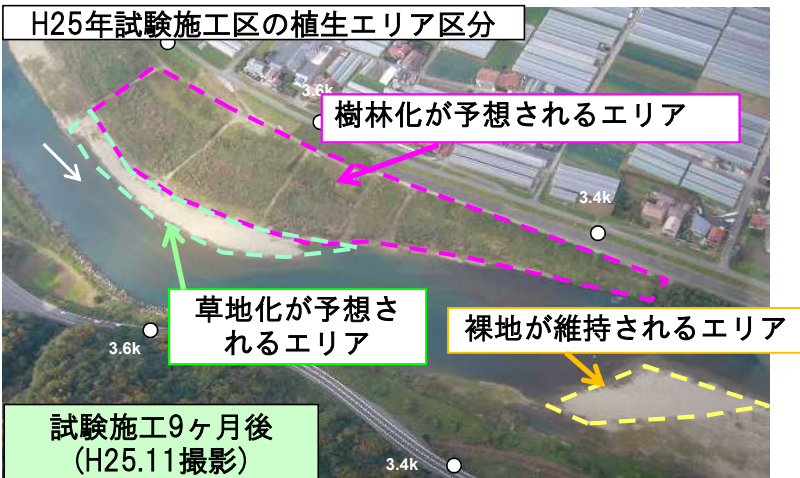 H25年試験施工区の植生エリア区分
3.6k
樹林化が予想されるエリア
3.4k
草地化が予想さ
れるエリア
裸地が維持されるエリア
3.6k
試験施工9ヶ月後
(H25.11撮影)
3.4k